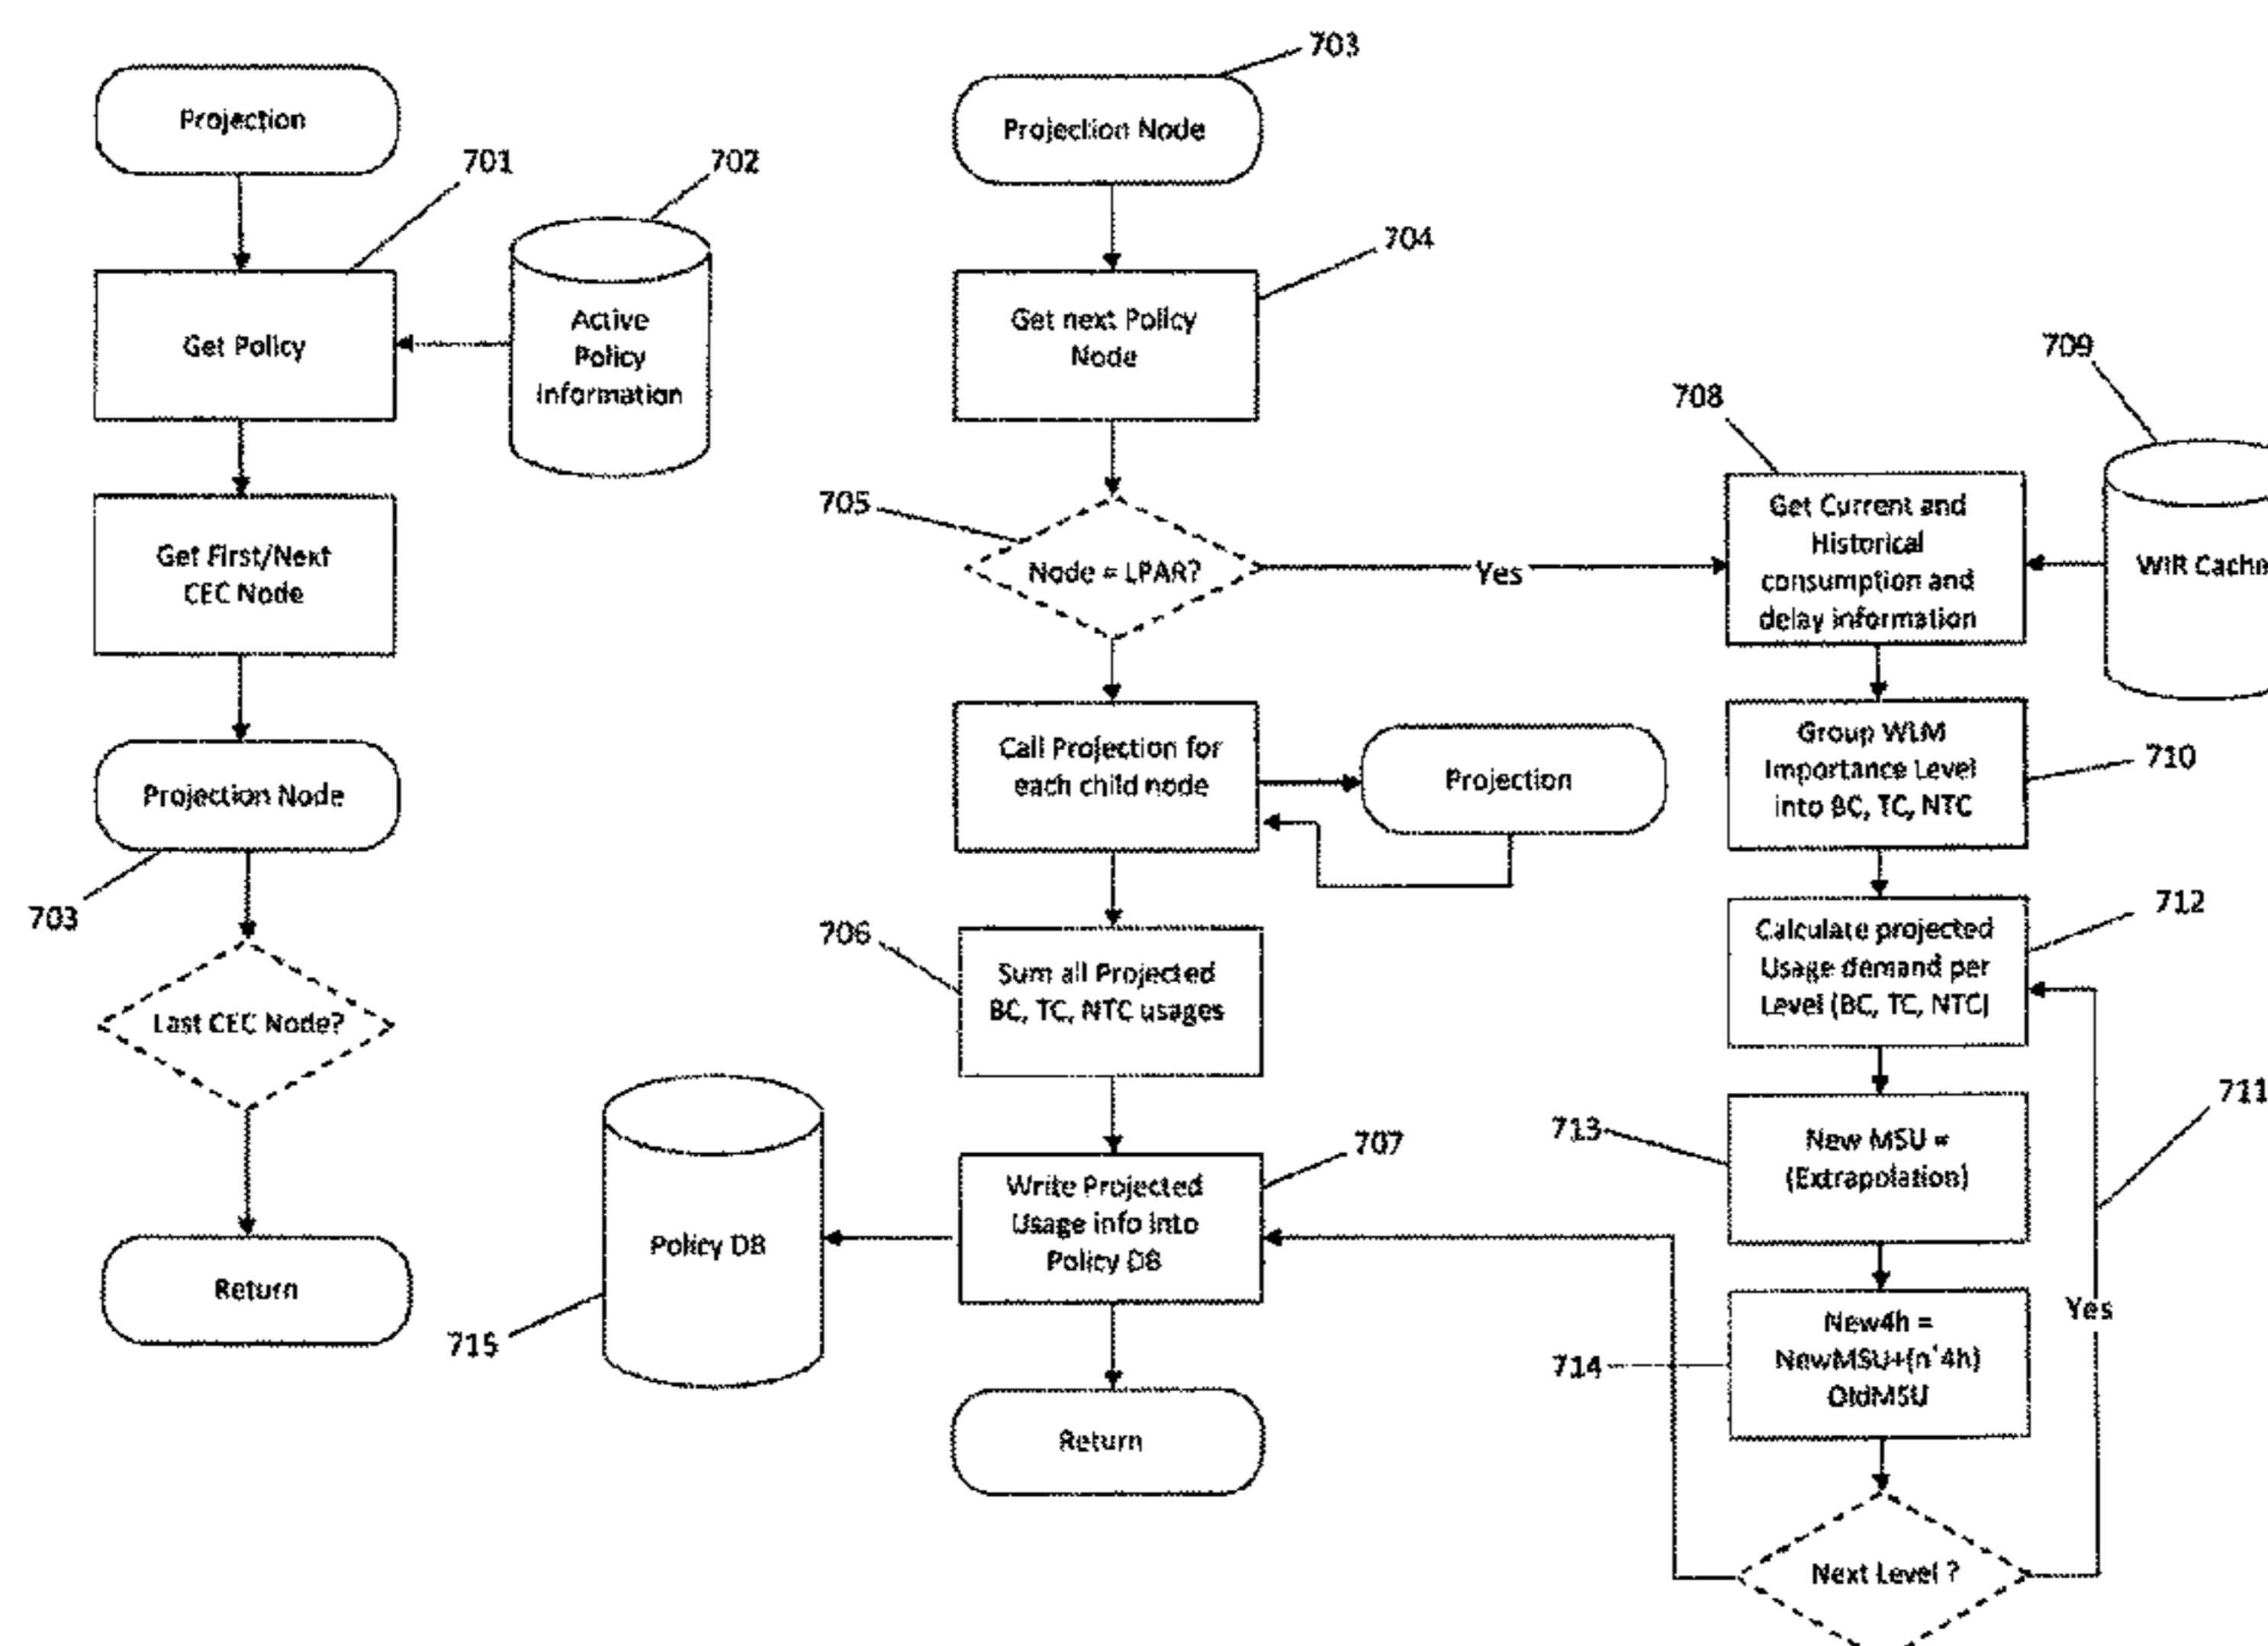 Projection
701
702
Get Policy
Active
Policy
Information
Get First/Next
CEC Node
Projection Node
703
Last CEC Node?
Return
703
Projection Node
704
Get next Policy
Node
705
Node = LPAR?
Yes
Call Projection for
each child node
Projection
706
Sum all Projected
BC, TC, NTC usages
707
Write Projected
Usage info into
Policy DB
Policy DB
715
Return
708
709
Get Current and
Historical
consumption and
delay information
WIR Cache
Group WLM
Importance Level
into BC, TC, NTC
710
712
Calculate projected
Usage demand per
Level (BC, TC, NTC)
711
713
New MSU =
(Extrapolation)
714
New4h =
NewMSU+(n*4h)
OldMSU
Yes
Next Level ?